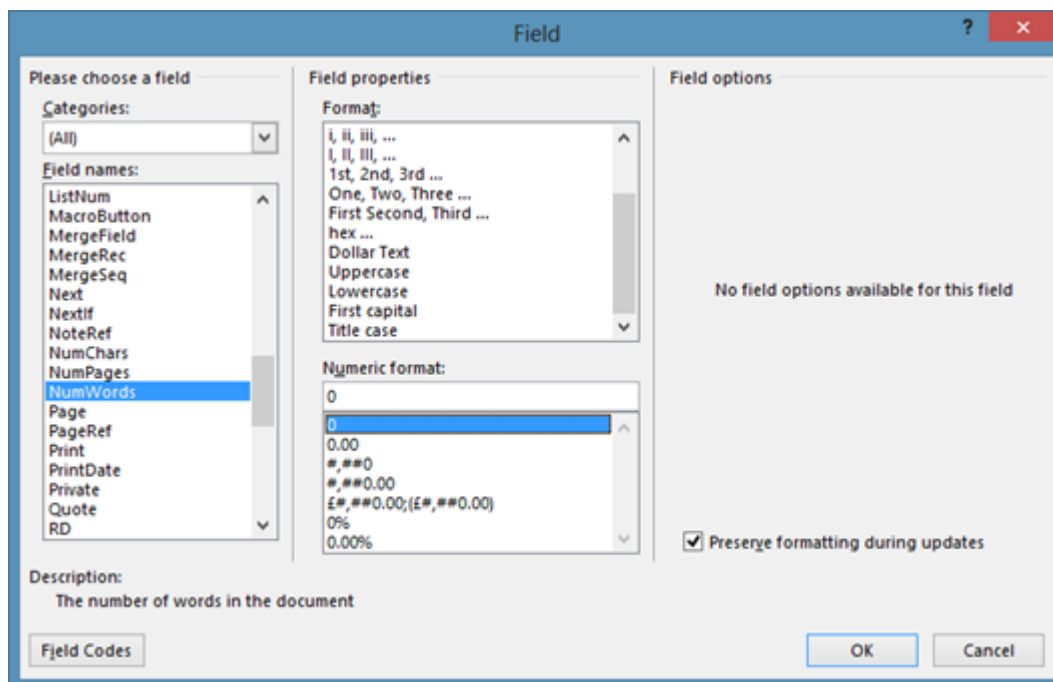 Field
?
Please choose a field
Categories:
(All)
Field names:
ListNum
MacroButton
MergeField
MergeRec
MergeSeq
Next
NextIf
NoteRef
NumChars
NumPages
NumWords
Page
PageRef
Print
PrintDate
Private
Quote
RD
Field properties
Format:
i, ii, iii, ...
I, II, III, ...
1st, 2nd, 3rd ...
One, Two, Three ...
First Second, Third ...
hex ...
Dollar Text
Uppercase
Lowercase
First capital
Title case
Numeric format:
0
0
0.00
#,##0
#,##0.00
£#,##0.00;(£#,##0.00)
0%
0.00%
Field options
No field options available for this field
Preserve formatting during updates
Description:
The number of words in the document
Field Codes
OK
Cancel